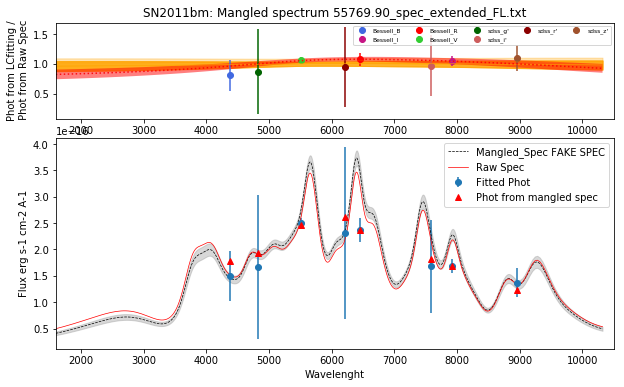 SN2011bm: Mangled spectrum 55769.90_spec_extended_FL.txt
Phot from LCfitting /
Phot from Raw Spec
1.5
1.0
0.5
Bessell_B
Bessell_I
Bessell_R
Bessell_V
sdss_g'
sdss_i'
sdss_r'
sdss_z'
2000 3000 4000 5000 6000 7000 8000 9000 10000
1e-16
Flux erg s-1 cm-2 A-1
4.0
3.5
3.0
2.5
2.0
1.5
1.0
0.5
Mangled_Spec FAKE SPEC
Raw Spec
Fitted Phot
Phot from mangled spec
2000 3000 4000 5000 6000 7000 8000 9000 10000
Wavelenght